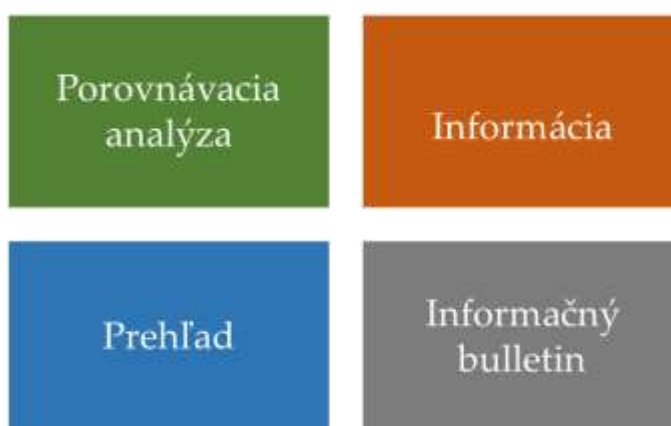 Porovnávacia
analýza
Informácia
Prehľad
Informačný
bulletin